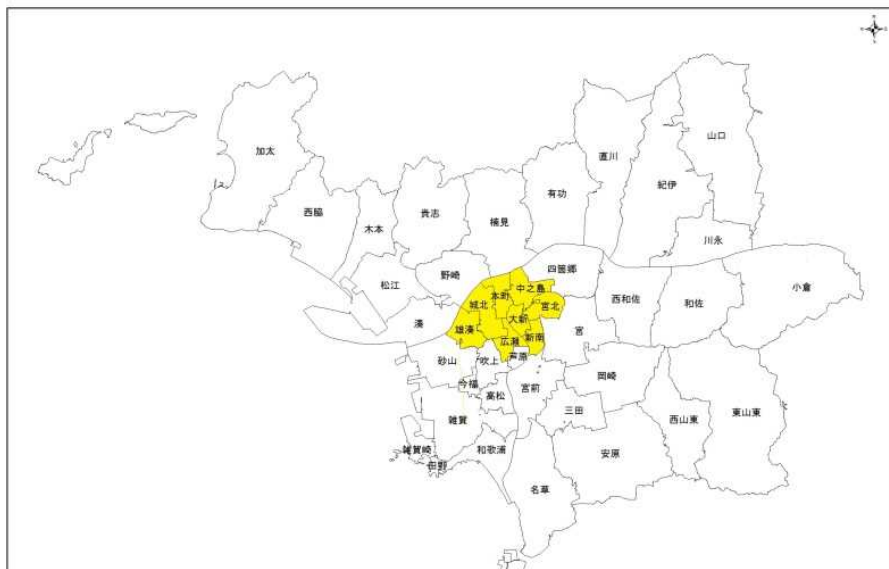 山口
直川
加太
紀伊
有功
貴志
楠見
西脇
木本
川永
四箇郷
野崎
松江
中之島
小倉
本町
城北
宮北
西和佐
和佐
大新
湊
雄湊
宮
新南
広瀬
芦原
砂山
吹上
岡崎
今福
宮前
高松
三田
西山東
東山東
雑賀
雑賀崎
和歌浦
安原
田野
名草